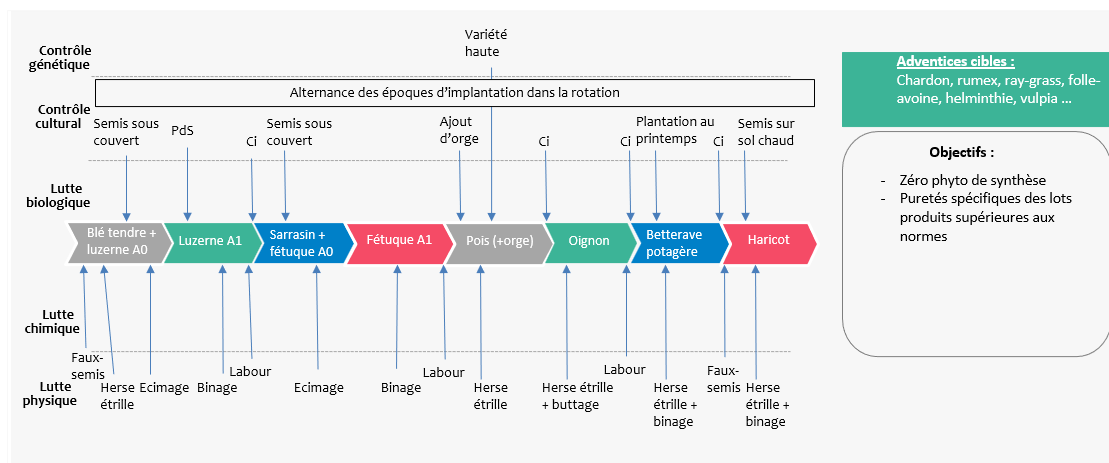 Contrôle
génétique
Variété
haute
Alternance des époques d’implantation dans la rotation
Contrôle
cultural
Semis sous
couvert
PdS
Ci
Semis sous
couvert
Ajout
d’orge
Ci
Ci
Plantation au
printemps
Ci
Semis sur
sol chaud
Lutte
biologique
Blé tendre +
luzerne A0
Luzerne A1
Sarrasin +
fétuque A0
Fétuque A1
Pois (+orge)
Oignon
Betterave
potagère
Haricot
Lutte
chimique
Lutte
physique
Faux-
semis
Herse
étrille
Ecimage
Binage
Labour
Ecimage
Binage
Labour
Herse
étrille
Herse étrille
+ buttage
Labour
Herse
étrille +
binage
Faux-
semis
Herse
étrille +
binage
Adventices cibles :
Chardon, rumex, ray-grass, folle-
avoine, helminthie, vulpia ...
Objectifs :
- Zéro phyto de synthèse
- Puretés spécifiques des lots
produits supérieures aux
normes